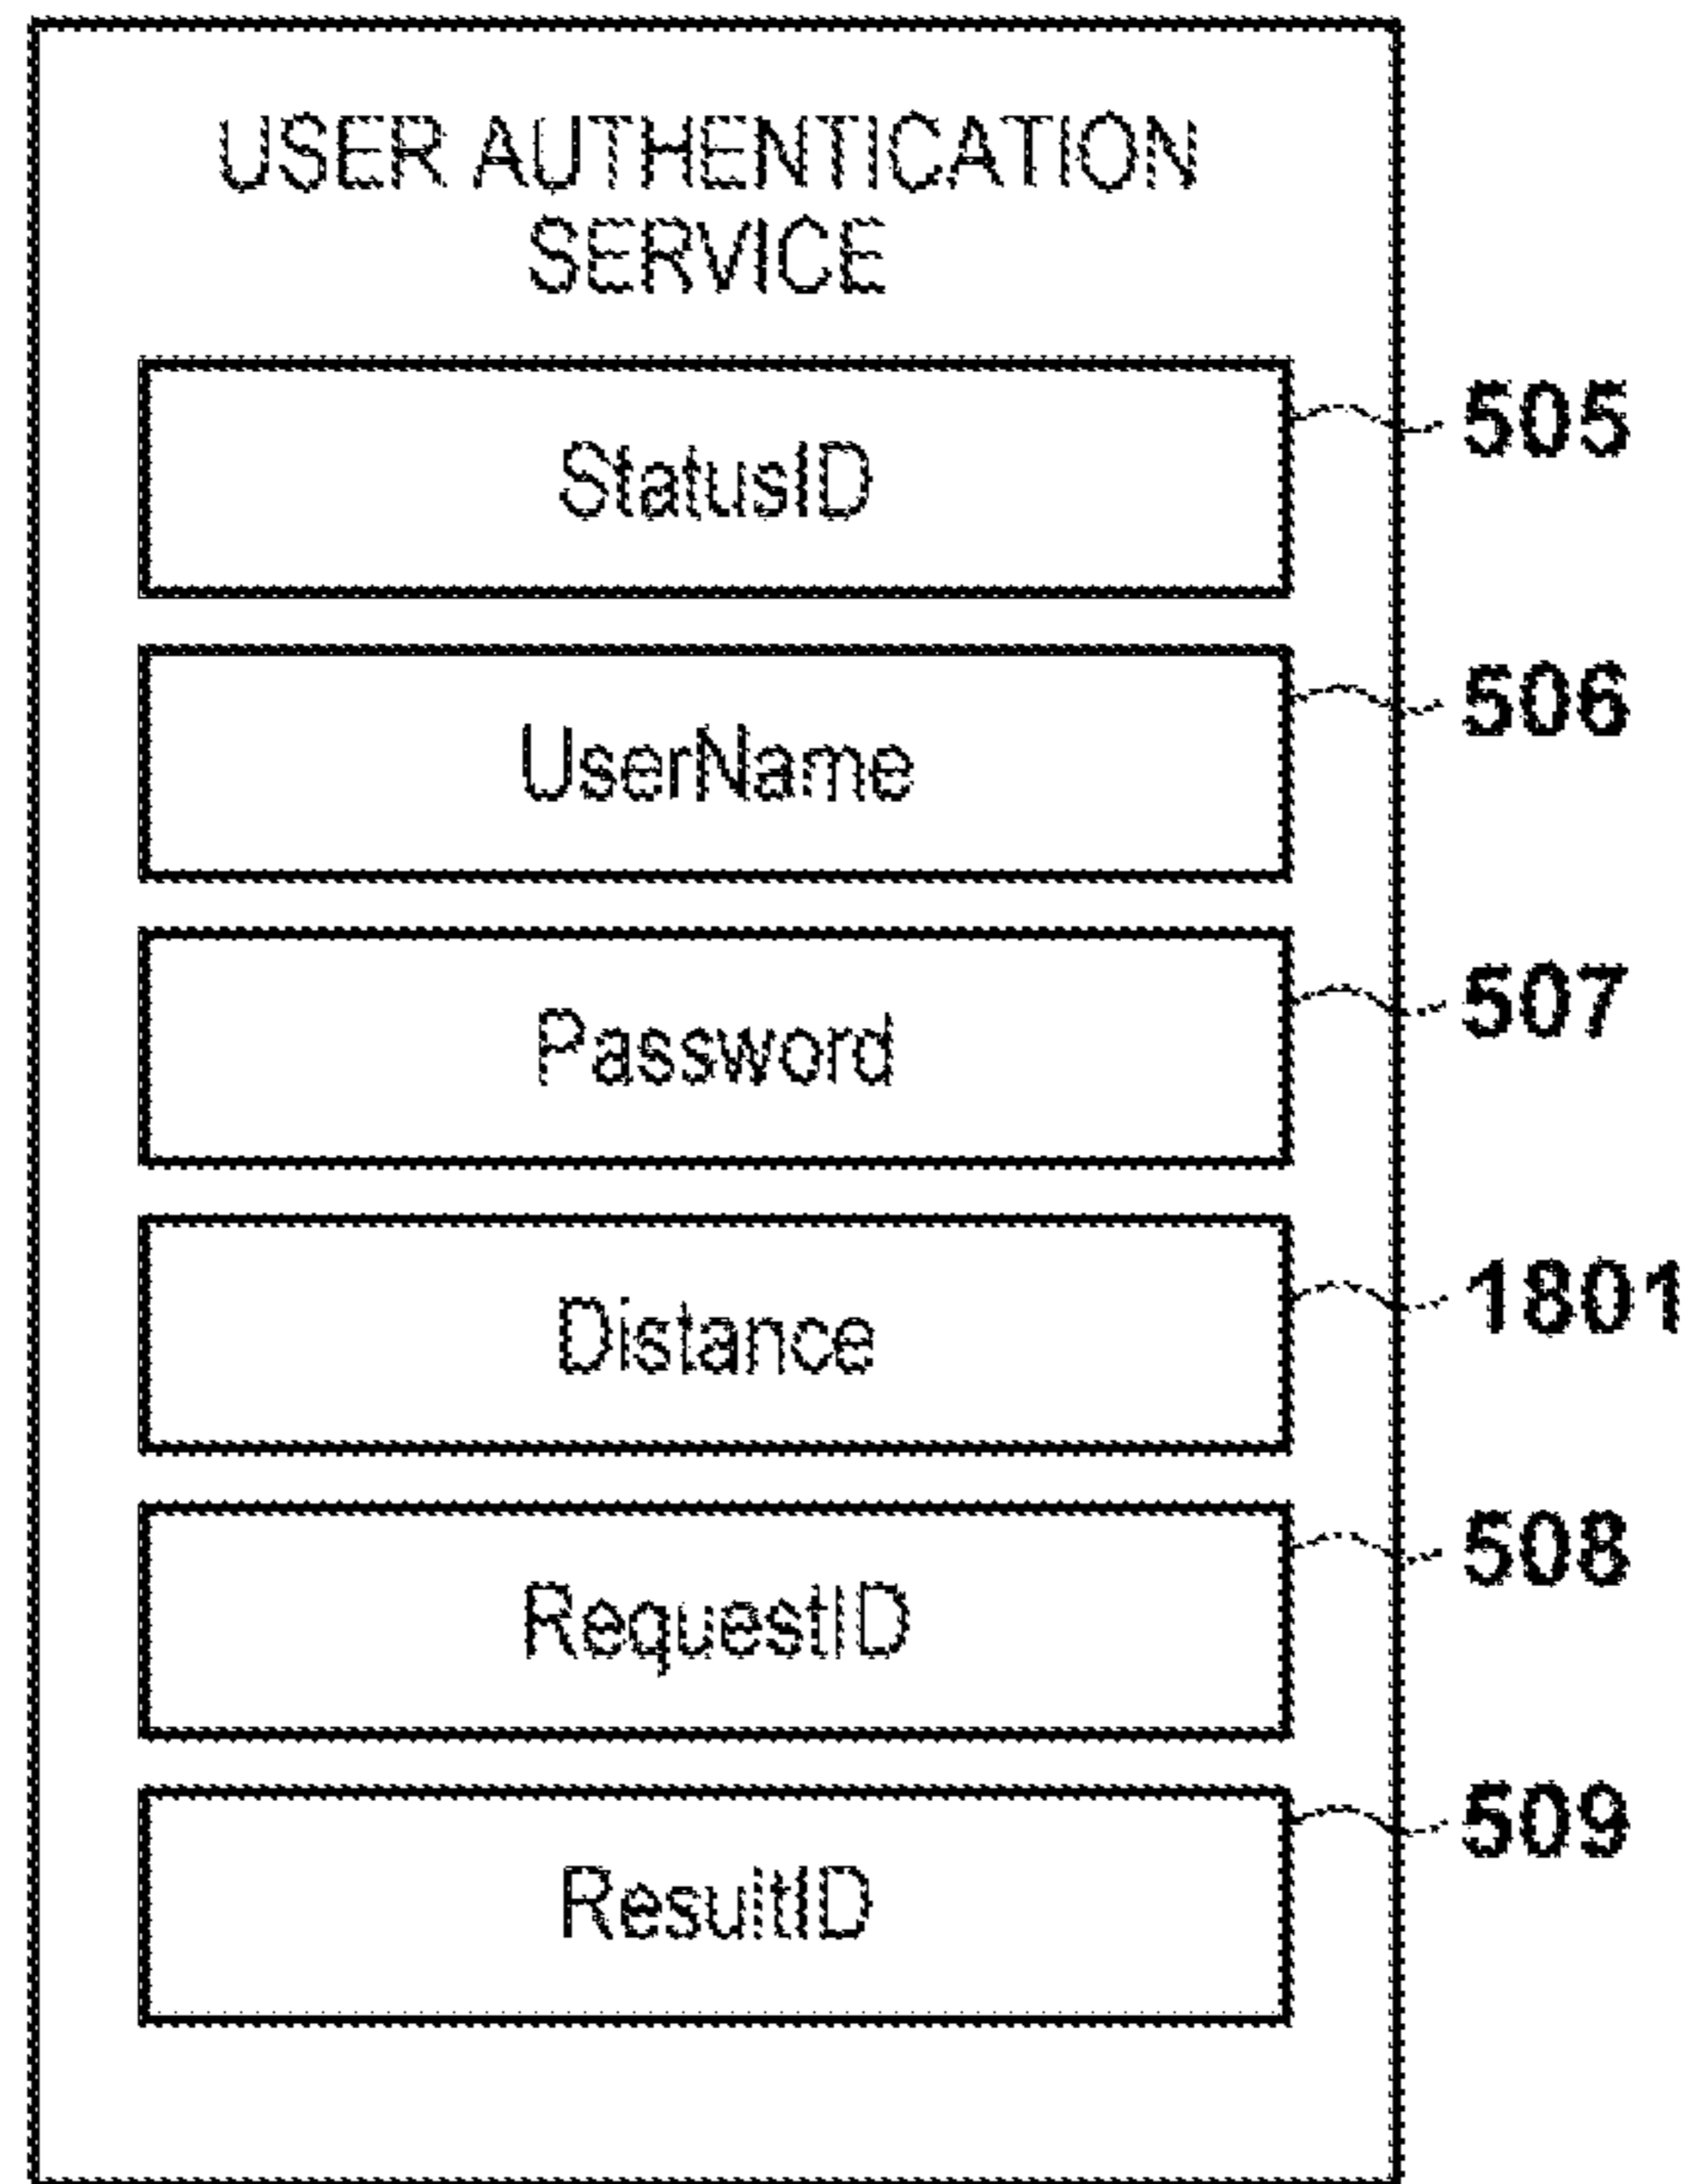 USER AUTHENTICATION
SERVICE
StatusID
505
UserName
506
Password
507
Distance
1801
RequestID
508
ResultID
509